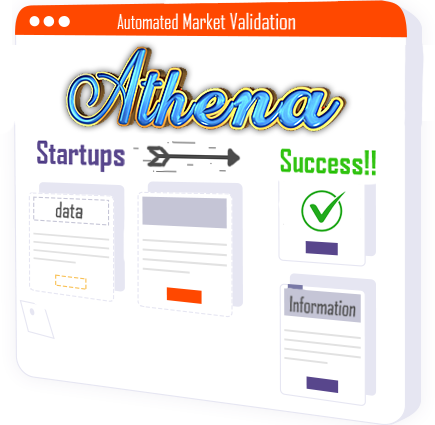 Automated Market Validation
Athena
Startups
Success!!
data
Information